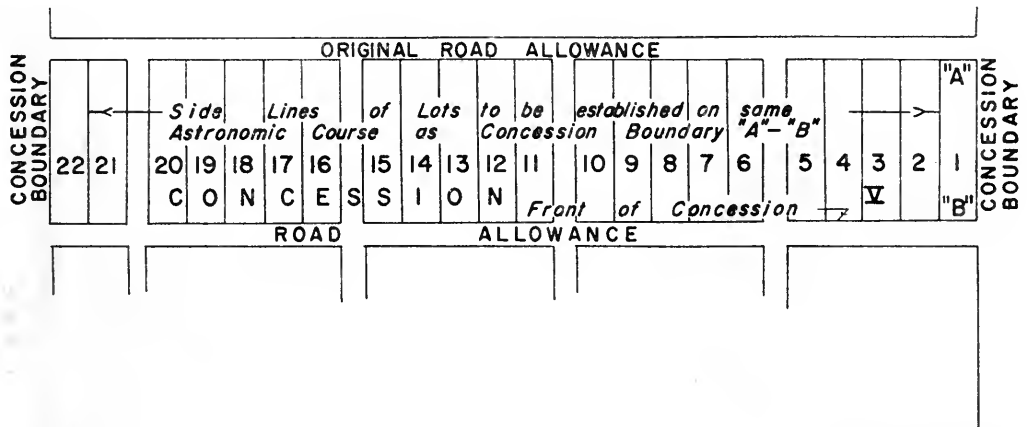 ORIGINAL ROAD ALLOWANCE
CONCESSION
BOUNDARY
"A"
Side Lines of Lots to be established on same
Astronomic Course as Concession Boundary "A"-"B"
22 21 20 19 18 17 16 15 14 13 12 11 10 9 8 7 6 5 4 3 2 1
CONCESSION V
"B"
Front of Concession
CONCESSION
BOUNDARY
ROAD ALLOWANCE